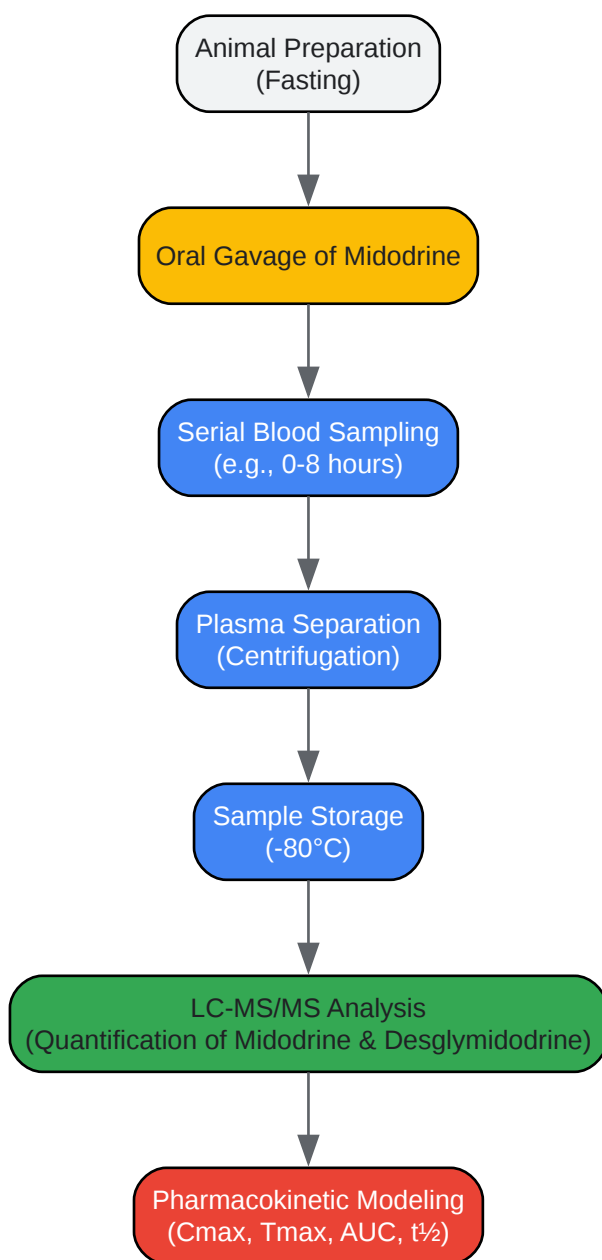 Animal Preparation
(Fasting)
Oral Gavage of Midodrine
Serial Blood Sampling
(e.g., 0-8 hours)
Plasma Separation
(Centrifugation)
Sample Storage
(-80°C)
LC-MS/MS Analysis
(Quantification of Midodrine & Desglymidodrine)
Pharmacokinetic Modeling
(Cmax, Tmax, AUC, t½)